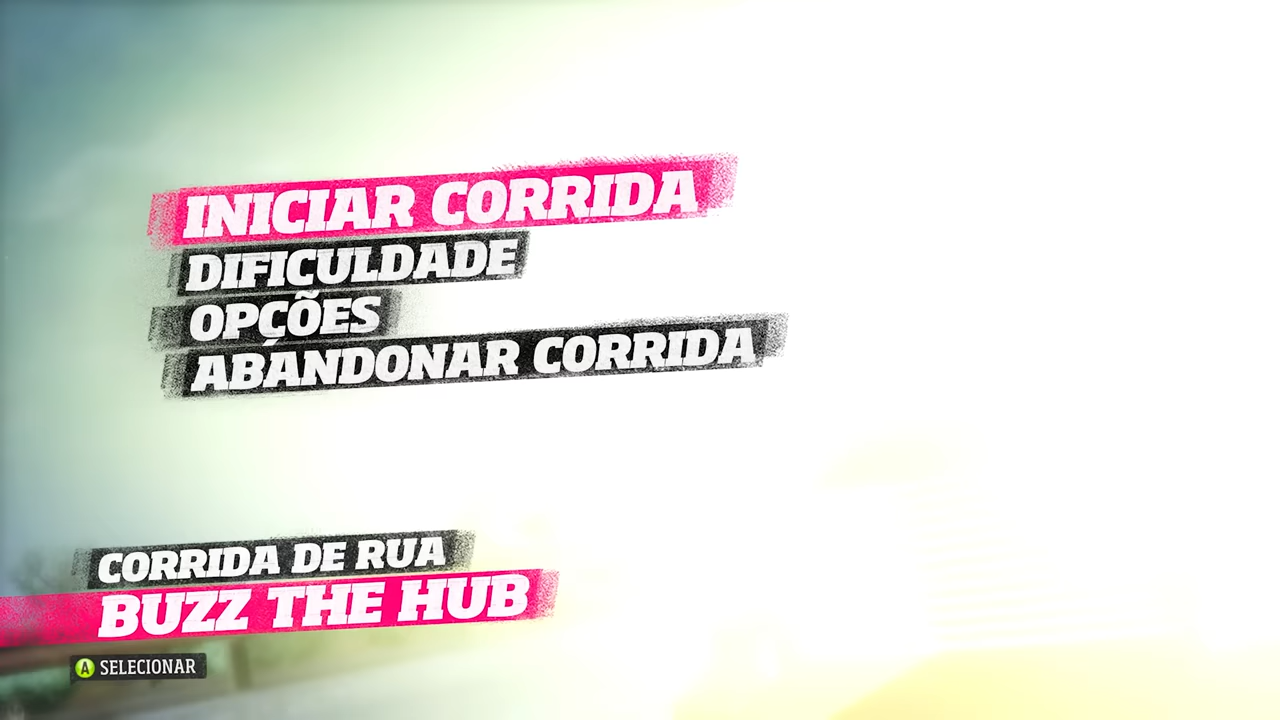 INICIAR CORRIDA
DIFICULDADE
OPÇÕES
ABANDONAR CORRIDA
CORRIDA DE RUA
BUZZ THE HUB
A SELECIONAR